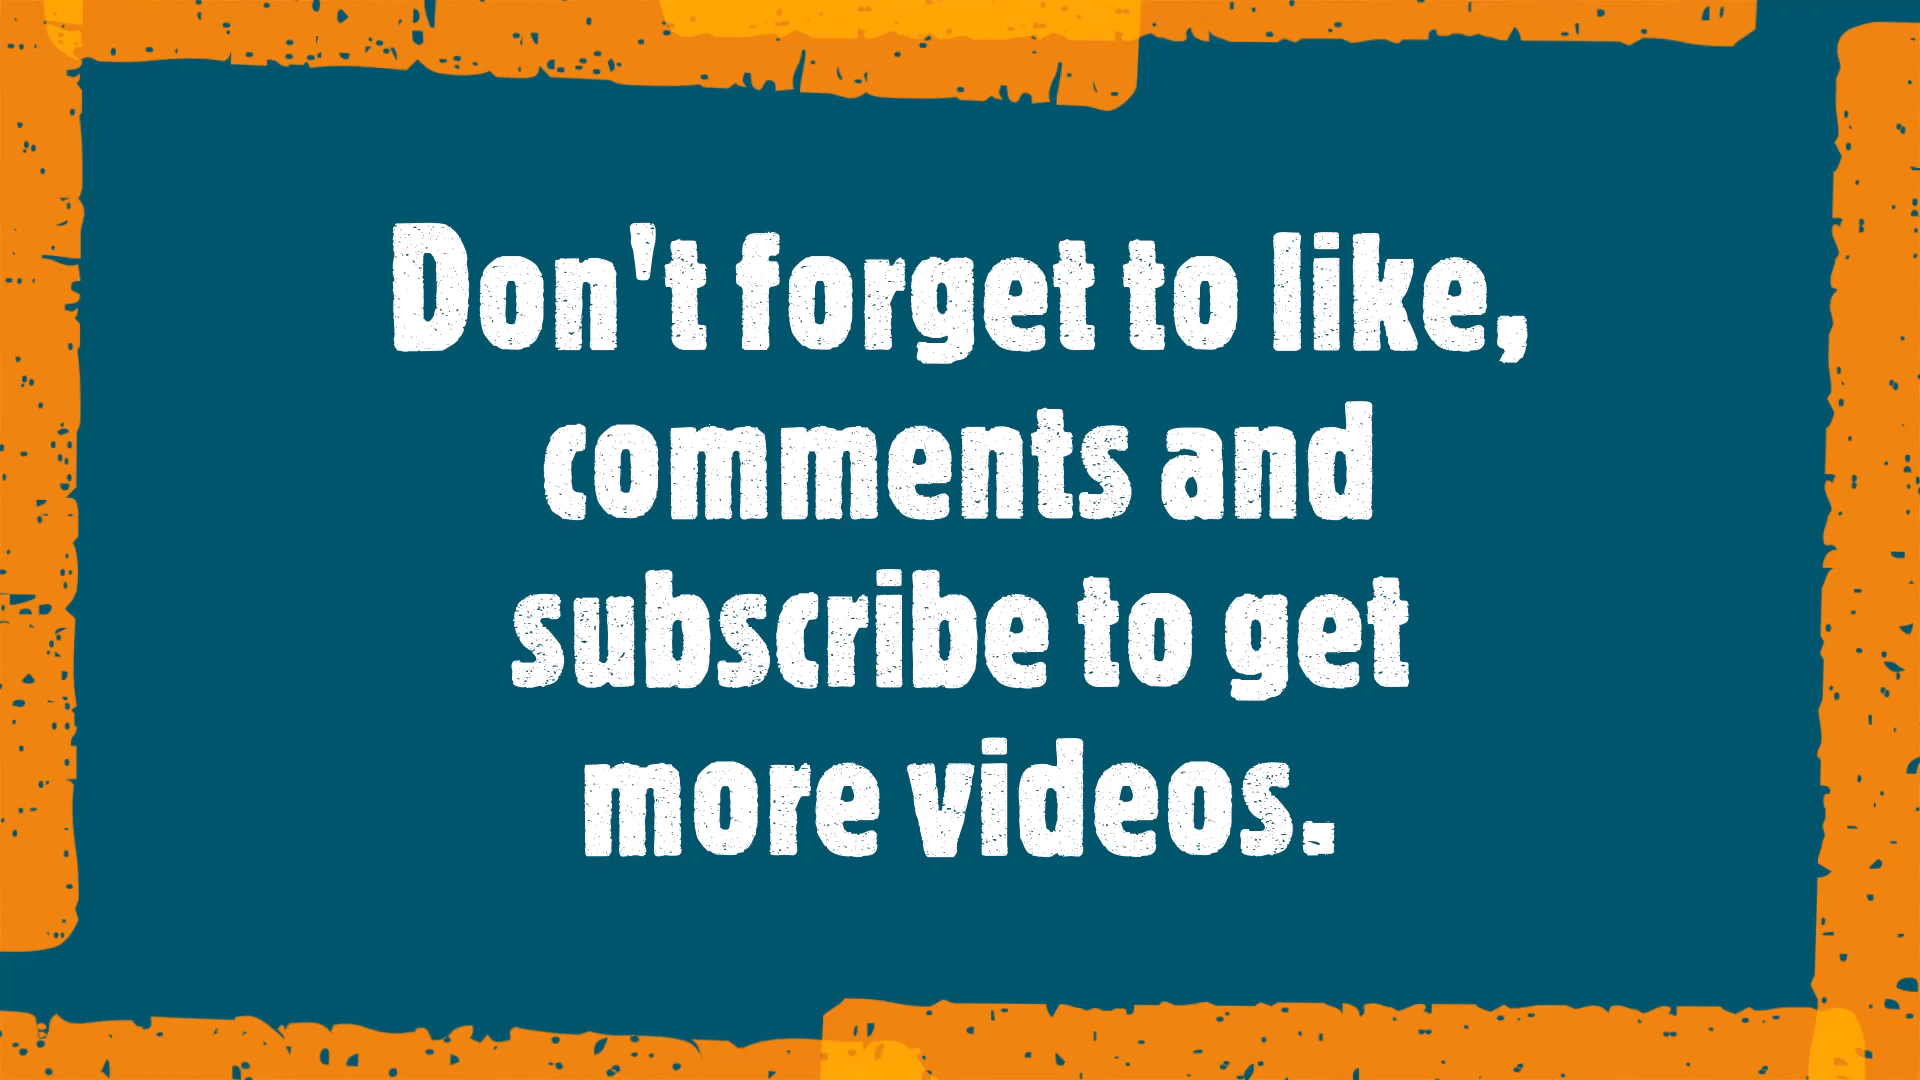 Don't forget to like,
comments and
subscribe to get
more videos.